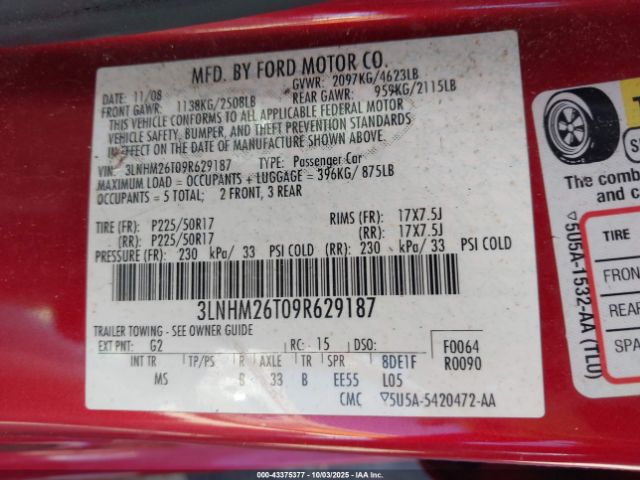 MFD. BY FORD MOTOR CO.
DATE: 11/08 GVWR: 2097KG/4623LB
FRONT GAWR: 1138KG/2508LB REAR GAWR: 959KG/2115LB
THIS VEHICLE CONFORMS TO ALL APPLICABLE FEDERAL MOTOR
VEHICLE SAFETY, BUMPER, AND THEFT PREVENTION STANDARDS
IN EFFECT ON THE DATE OF MANUFACTURE SHOWN ABOVE.
VIN: 3LNHM26T09R629187 TYPE: Passenger Car
MAXIMUM LOAD = OCCUPANTS + LUGGAGE = 396KG/ 875LB
OCCUPANTS = 5 TOTAL; 2 FRONT, 3 REAR
TIRE (FR): P225/50R17 RIMS (FR): 17X7.5J
(RR): P225/50R17 (RR): 17X7.5J
PRESSURE (FR): 230 kPa/ 33 PSI COLD (RR): 230 kPa/ 33 PSI COLD
3LNHM26T09R629187
TRAILER TOWING - SEE OWNER GUIDE
EXT PNT: G2 RC: 15 DSO: F0064
INT TR TP/PS R AXLE TR SPR 8DE1F R0090
MS 33 B EE55 L05
CMC ▽5U5A-5420472-AA
The comb
and c
TIRE
FRON
REAR
SPA
▽5U5A-1532-AA (TLU)
000-43375377 - 10/03/2025 - IAAI.CA